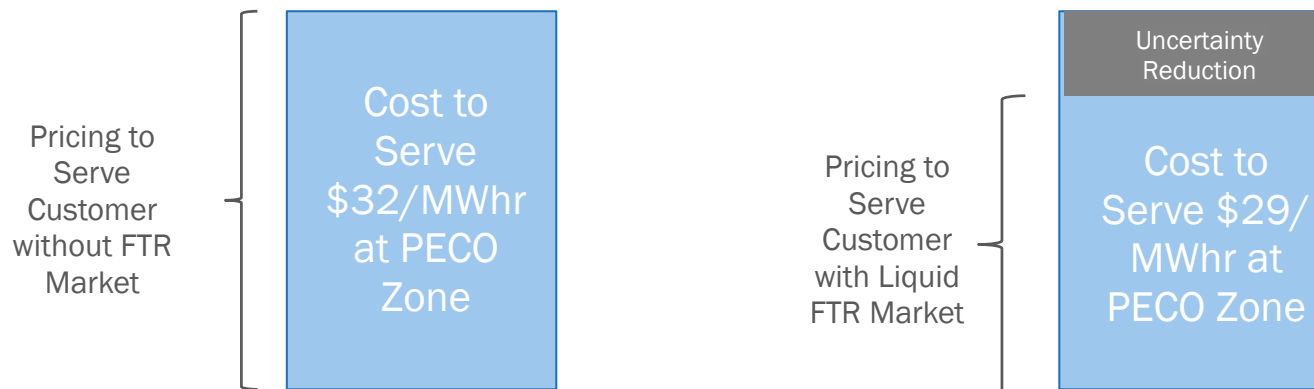 Pricing to
Serve
Customer
without FTR
Market
Cost to
Serve
$32/MWhr
at PECO
Zone
Pricing to
Serve
Customer
with Liquid
FTR Market
Uncertainty
Reduction
Cost to
Serve $29/
MWhr at
PECO Zone